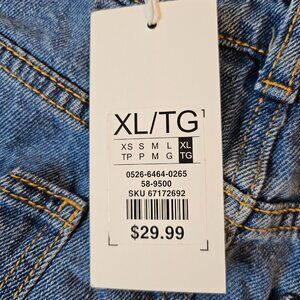 XL/TG
XS S M L XL
TP P M G TG
0526-6464-0265
58-9500
SKU 67172692
$29.99